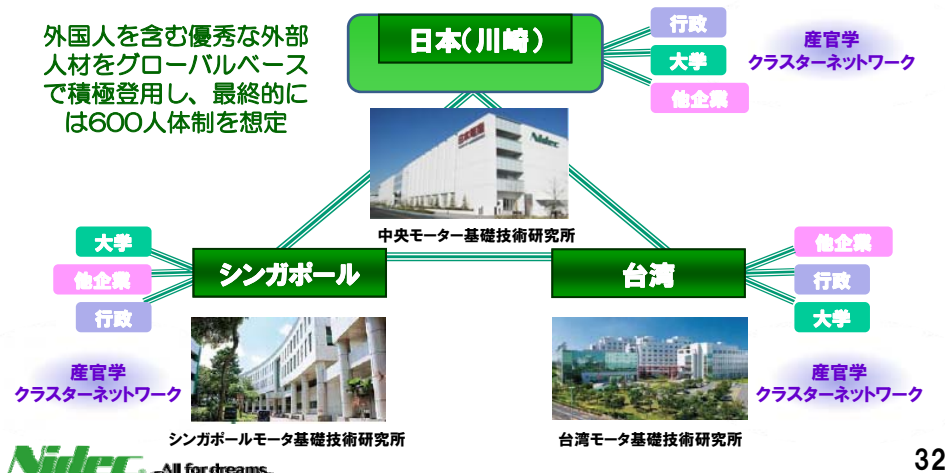 外国人を含む優秀な外部
人材をグローバルベース
で積極登用し、最終的に
は600人体制を想定
日本(川崎)
行政
大学
他企業
産官学
クラスターネットワーク
日本電産
Nidec
中央モーター基礎技術研究所
大学
他企業
行政
シンガポール
台湾
他企業
行政
大学
産官学
クラスターネットワーク
産官学
クラスターネットワーク
シンガポールモータ基礎技術研究所
台湾モータ基礎技術研究所
Nidec
-All for dreams
32